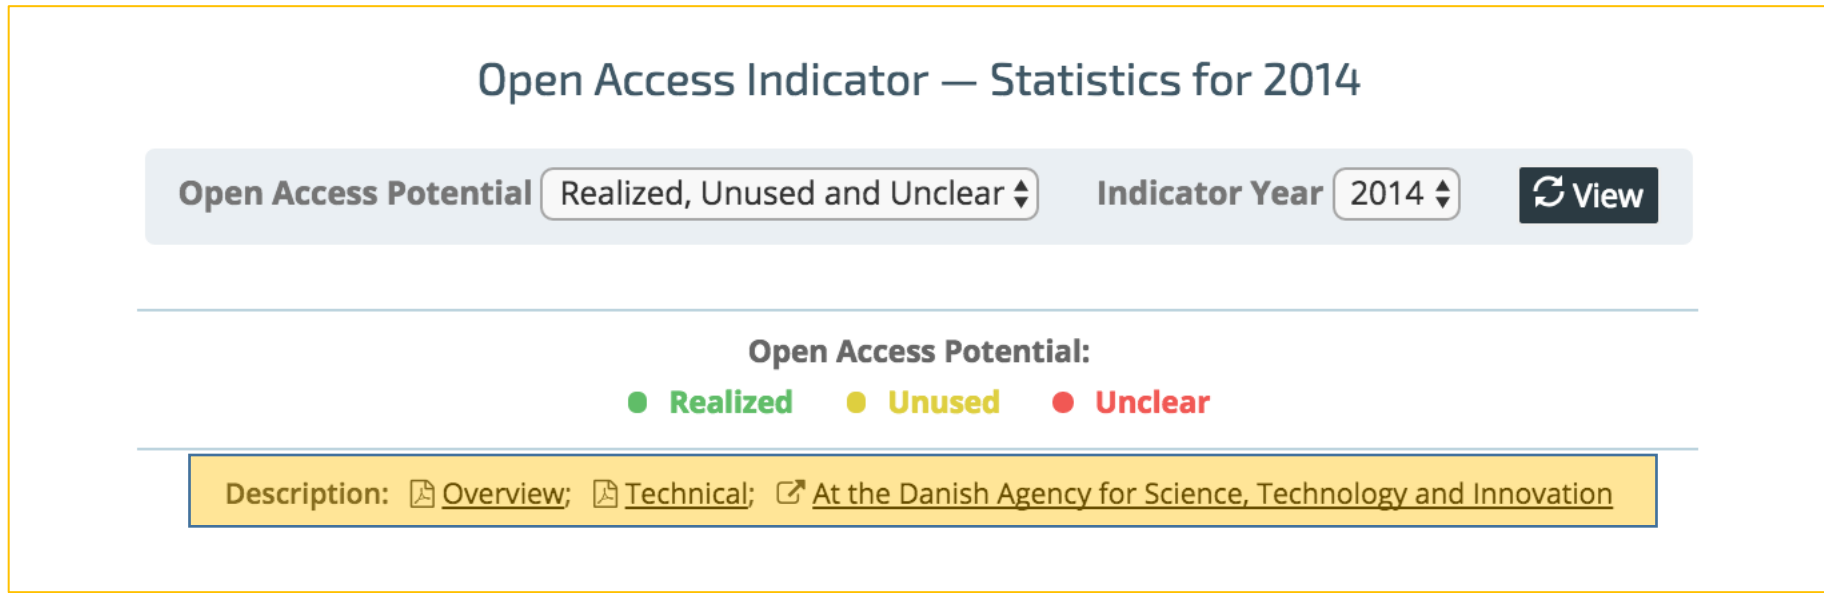 Open Access Indicator — Statistics for 2014
Open Access Potential Realized, Unused and Unclear Indicator Year 2014 View
Open Access Potential:
Realized Unused Unclear
Description: Overview; Technical; At the Danish Agency for Science, Technology and Innovation